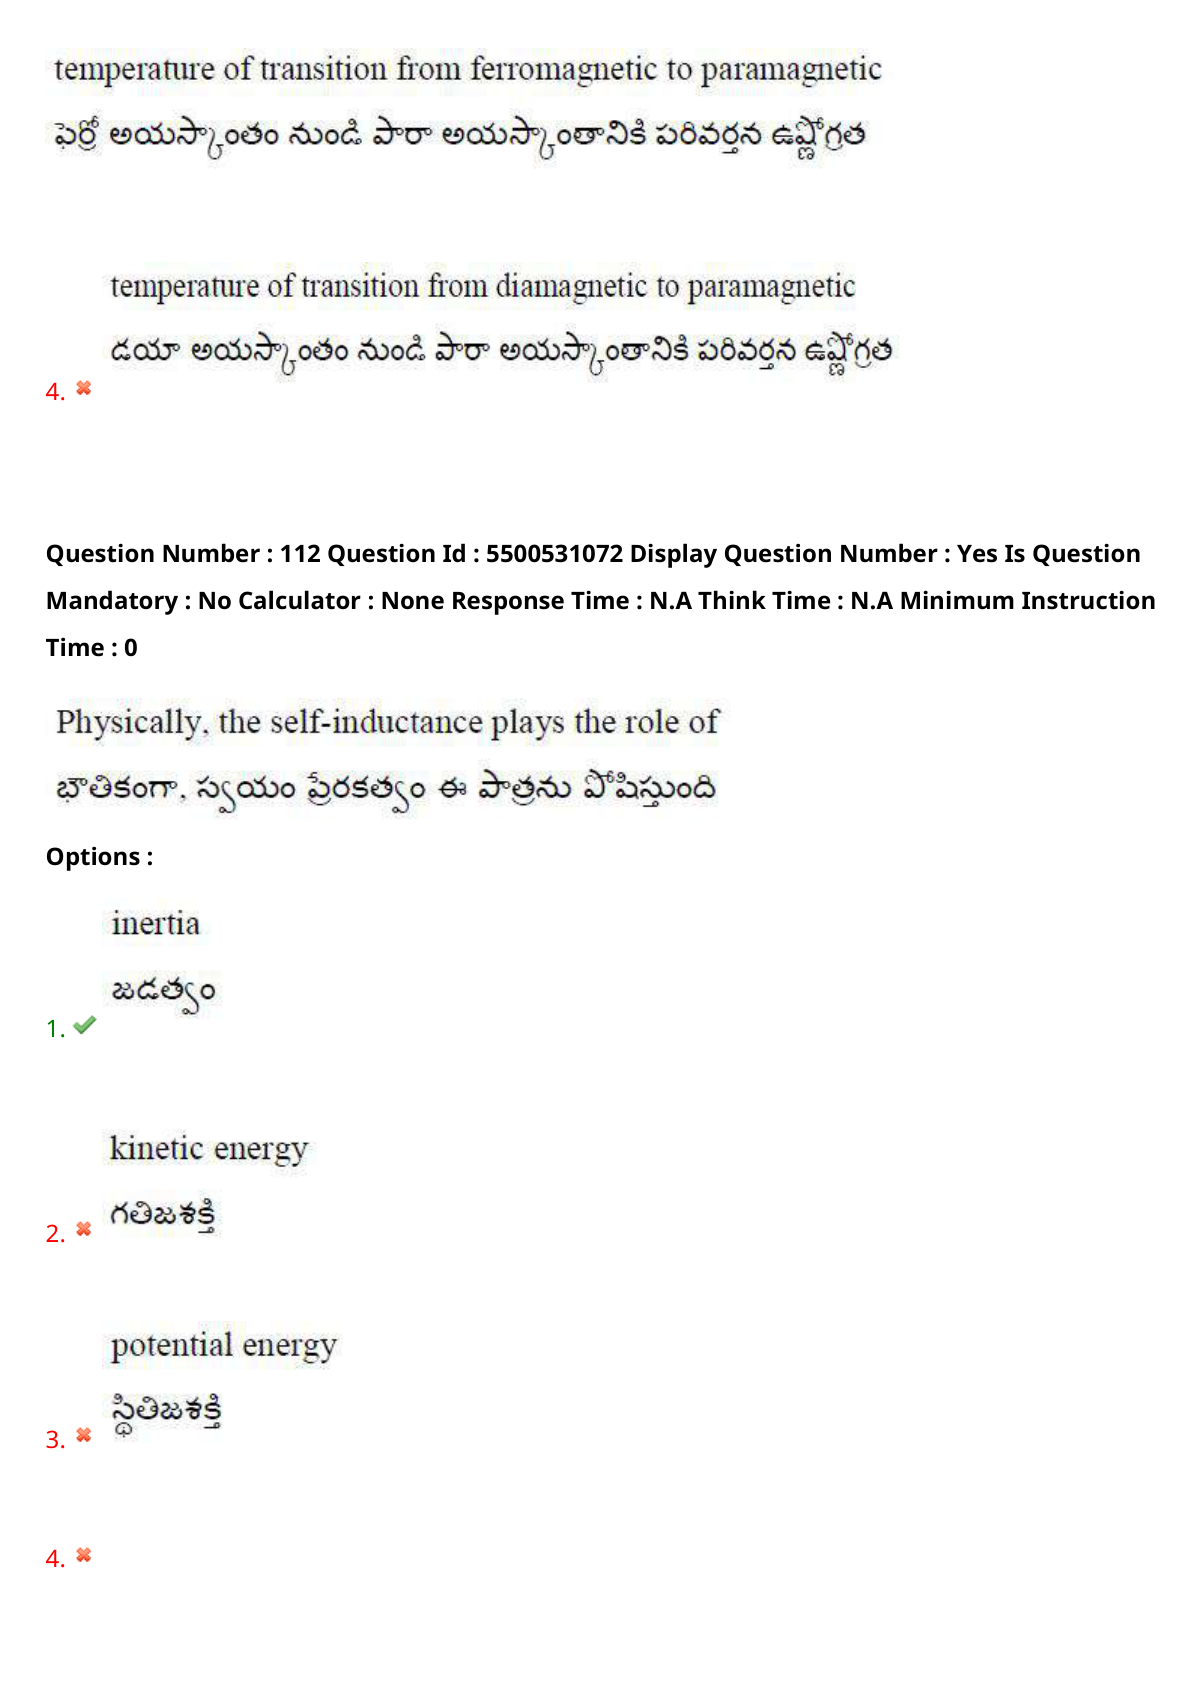 temperature of transition from ferromagnetic to paramagnetic
ఫెర్రో అయస్కాంతం నుండి పారా అయస్కాంతానికి పరివర్తన ఉష్ణోగ్రత
temperature of transition from diamagnetic to paramagnetic
డయా అయస్కాంతం నుండి పారా అయస్కాంతానికి పరివర్తన ఉష్ణోగ్రత
4.
Question Number : 112 Question Id : 5500531072 Display Question Number : Yes Is Question
Mandatory : No Calculator : None Response Time : N.A Think Time : N.A Minimum Instruction
Time : 0
Physically, the self-inductance plays the role of
భౌతికంగా, స్వయం ప్రేరకత్వం ఈ పాత్రను పోషిస్తుంది
Options :
inertia
జడత్వం
1.
kinetic energy
గతిజశక్తి
2.
potential energy
స్థితిజశక్తి
3.
4.